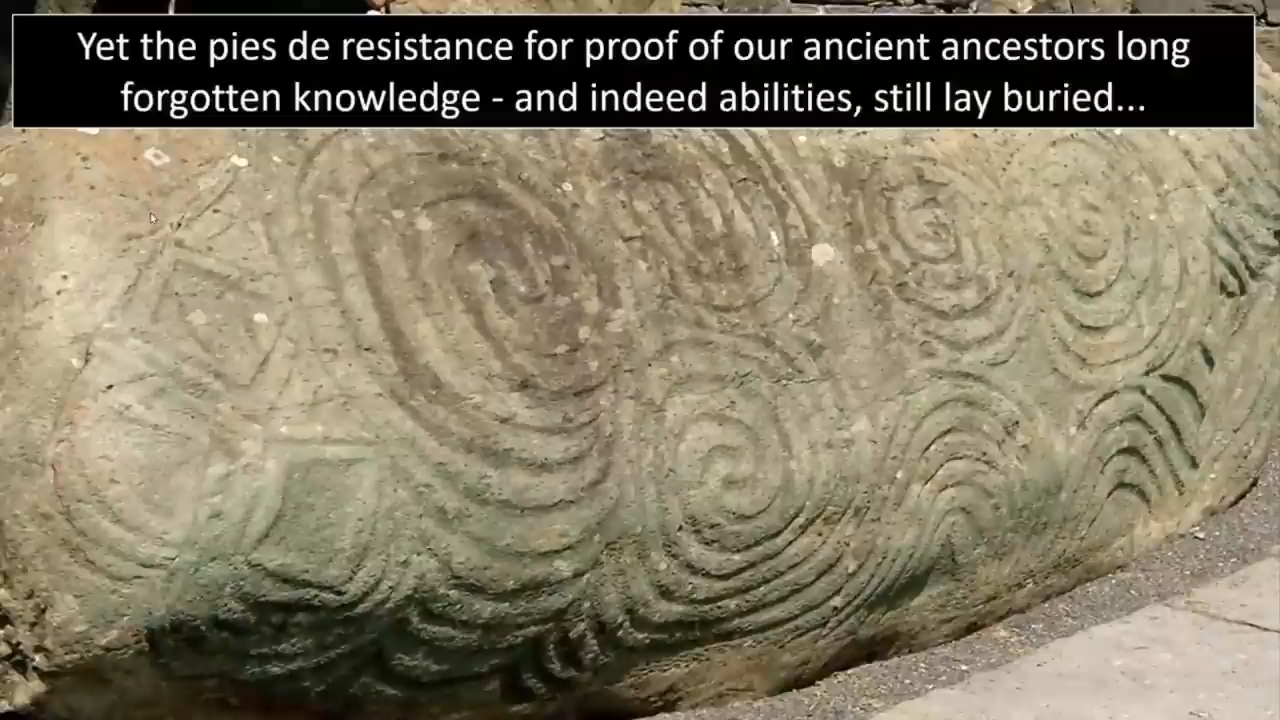 Yet the pies de resistance for proof of our ancient ancestors long
forgotten knowledge - and indeed abilities, still lay buried...